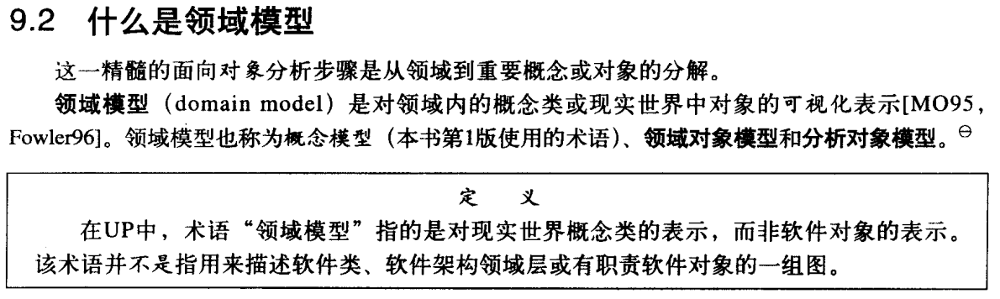 9.2 什么是领域模型
这一精髓的面向对象分析步骤是从领域到重要概念或对象的分解。
领域模型（domain model）是对领域内的概念类或现实世界中对象的可视化表示[MO95，
Fowler96]。领域模型也称为概念模型（本书第1版使用的术语）、领域对象模型和分析对象模型。㊀
定 义
在UP中，术语“领域模型”指的是对现实世界概念类的表示，而非软件对象的表示。
该术语并不是指用来描述软件类、软件架构领域层或有职责软件对象的一组图。